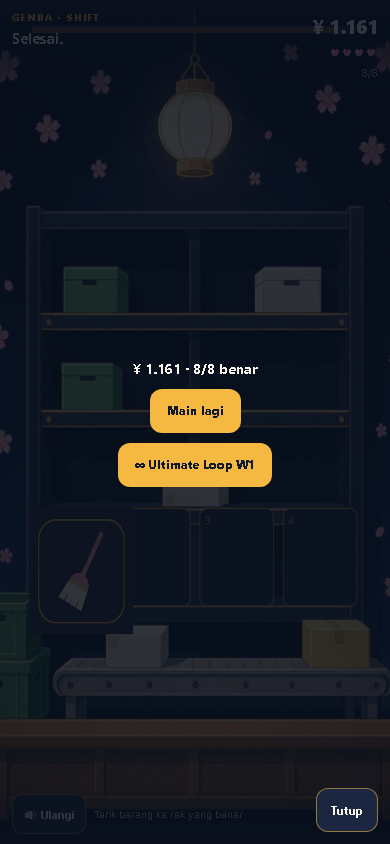 GENBA · SHIFT
¥ 1.161
Selesai.
8/8
¥ 1.161 · 8/8 benar
Main lagi
∞ Ultimate Loop W1
3
4
Ulangi
Tarik barang ke rak yang benar
Tutup